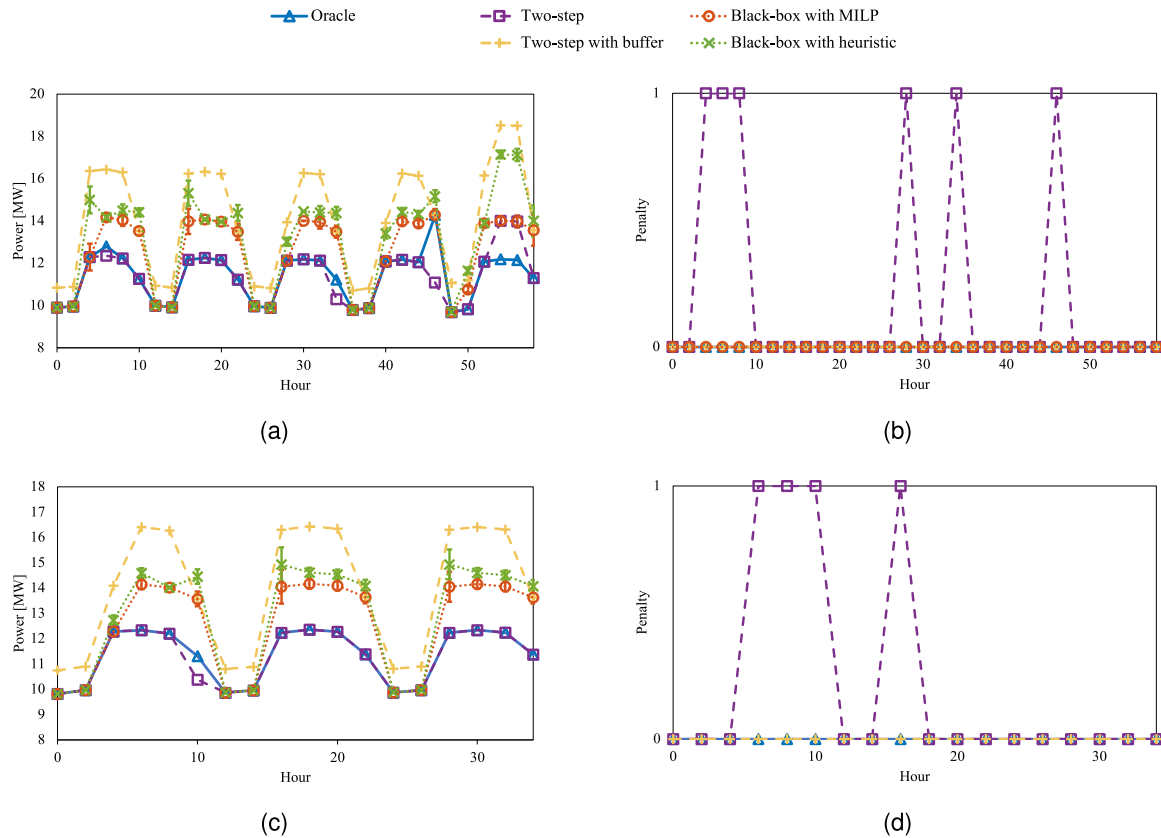 Oracle Two-step Black-box with MILP
Two-step with buffer Black-box with heuristic
Power [MW]
20
18
16
14
12
10
8
0 10 20 30 40 50
Hour
(a)
Penalty
1
0
0 10 20 30 40 50
Hour
(b)
Power [MW]
18
17
16
15
14
13
12
11
10
9
8
0 10 20 30
Hour
(c)
Penalty
1
0
0 10 20 30
Hour
(d)